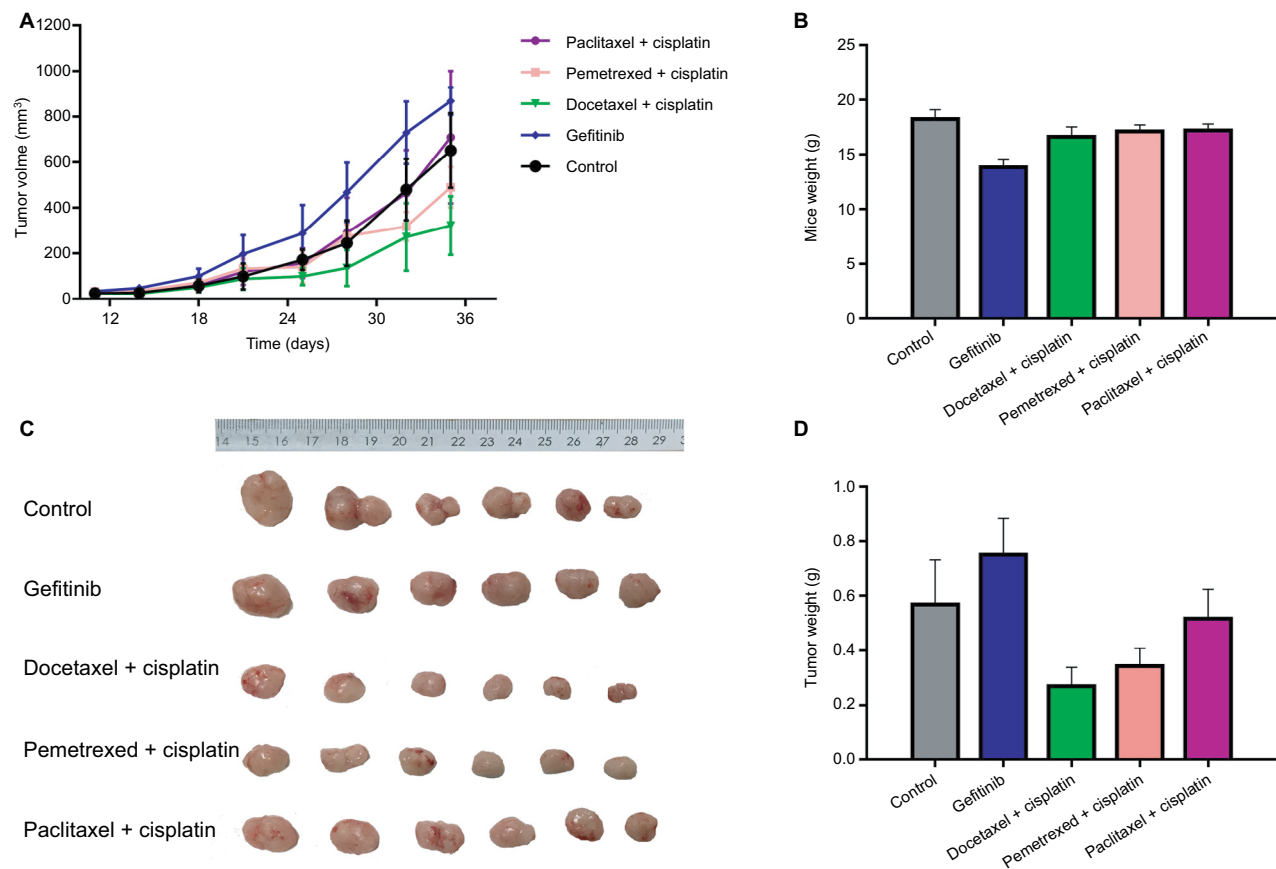 A
1200
1000
800
600
400
200
0
Tumor volme (mm³)
12 18 24 30 36
Time (days)
Paclitaxel + cisplatin
Pemetrexed + cisplatin
Docetaxel + cisplatin
Gefitinib
Control
B
25
20
15
10
5
0
Mice weight (g)
Control
Gefitinib
Docetaxel + cisplatin
Pemetrexed + cisplatin
Paclitaxel + cisplatin
C
14 15 16 17 18 19 20 21 22 23 24 25 26 27 28 29 3
Control
Gefitinib
Docetaxel + cisplatin
Pemetrexed + cisplatin
Paclitaxel + cisplatin
D
1.0
0.8
0.6
0.4
0.2
0.0
Tumor weight (g)
Control
Gefitinib
Docetaxel + cisplatin
Pemetrexed + cisplatin
Paclitaxel + cisplatin